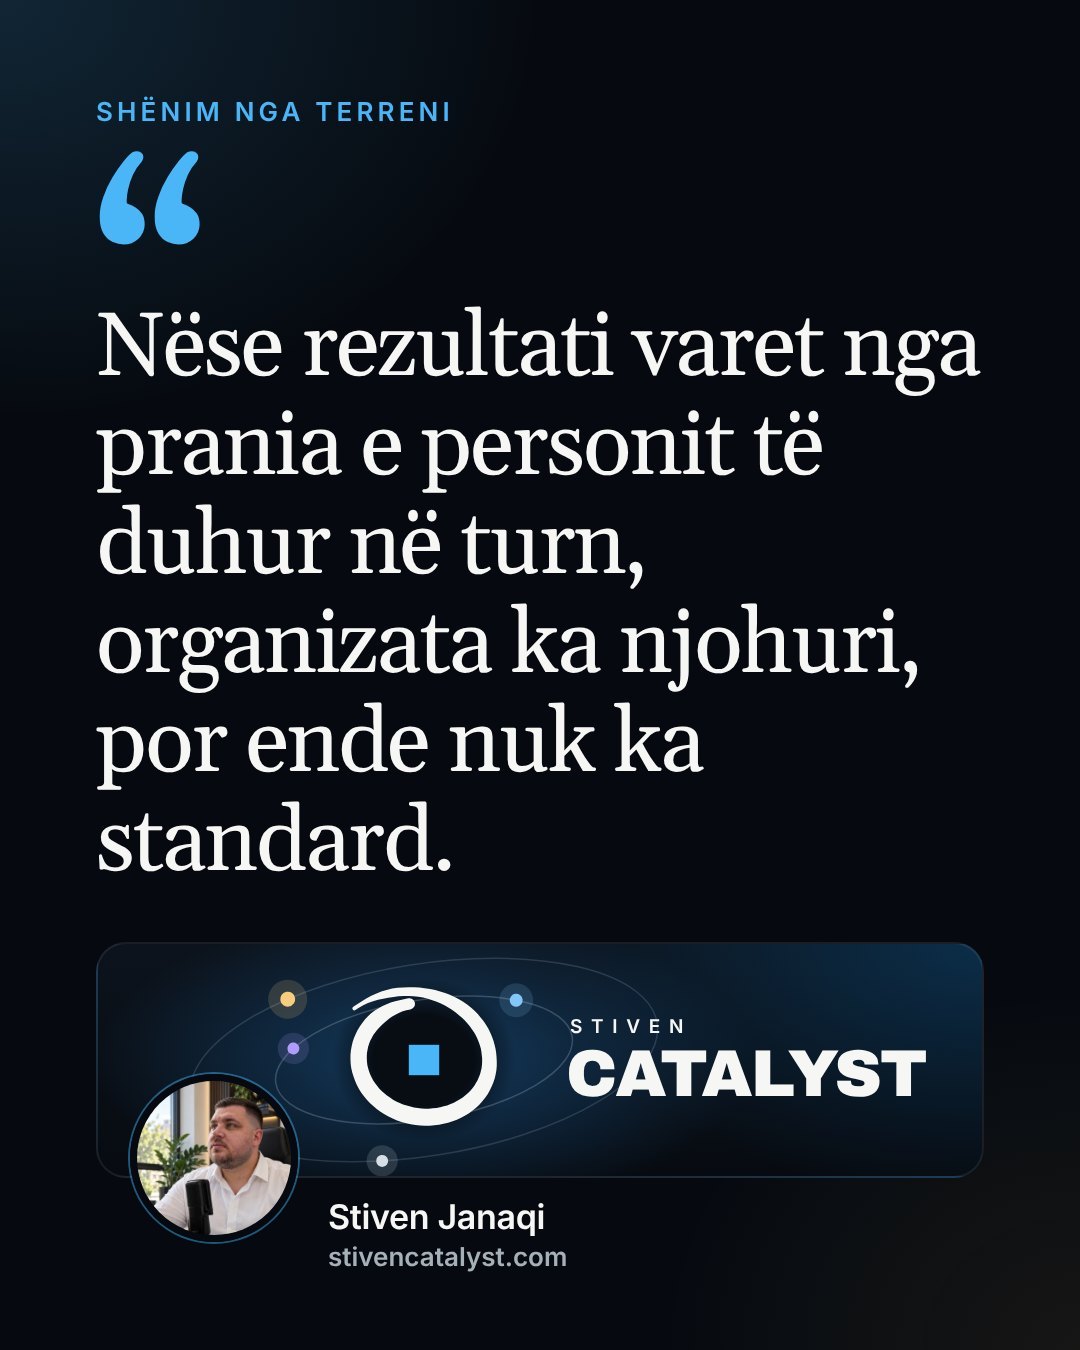 SHËNIM NGA TERRENI
“
Nëse rezultati varet nga
prania e personit të
duhur në turn,
organizata ka njohuri,
por ende nuk ka
standard.
STIVEN
CATALYST
Stiven Janaqi
stivencatalyst.com